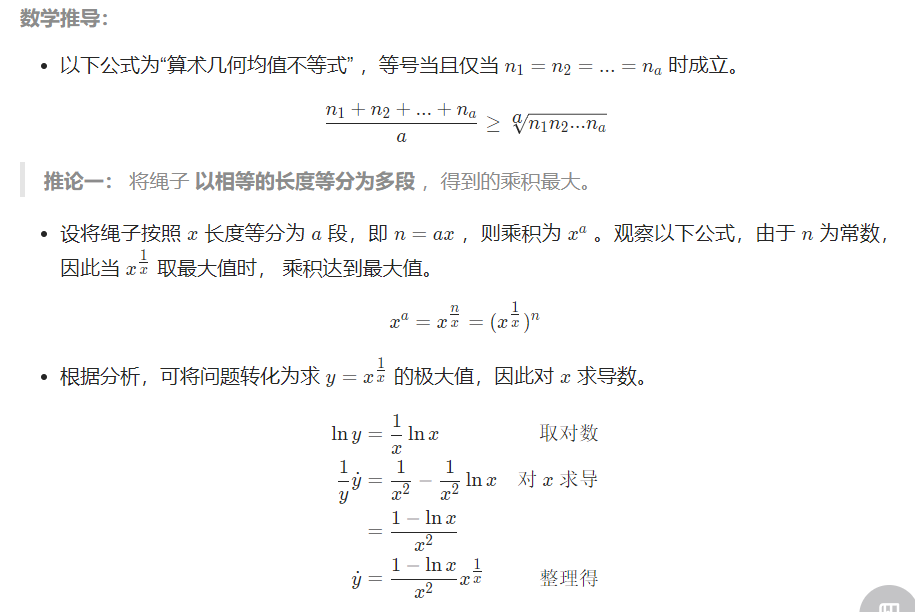 数学推导：
• 以下公式为“算术几何均值不等式” ，等号当且仅当 n₁ = n₂ = ... = nₐ 时成立。
\frac{n_1 + n_2 + ... + n_a}{a} ≥ \sqrt[a]{n_1 n_2 ... n_a}
推论一： 将绳子 以相等的长度等分为多段 ，得到的乘积最大。
• 设将绳子按照 x 长度等分为 a 段，即 n = ax ，则乘积为 x^a 。观察以下公式，由于 n 为常数，
因此当 x^{\frac{1}{x}} 取最大值时， 乘积达到最大值。
x^a = x^{\frac{n}{x}} = (x^{\frac{1}{x}})^n
• 根据分析，可将问题转化为求 y = x^{\frac{1}{x}} 的极大值，因此对 x 求导数。
\ln y = \frac{1}{x} \ln x 取对数
\frac{1}{y} \dot{y} = \frac{1}{x^2} - \frac{1}{x^2} \ln x 对 x 求导
= \frac{1 - \ln x}{x^2}
\dot{y} = \frac{1 - \ln x}{x^2} x^{\frac{1}{x}} 整理得